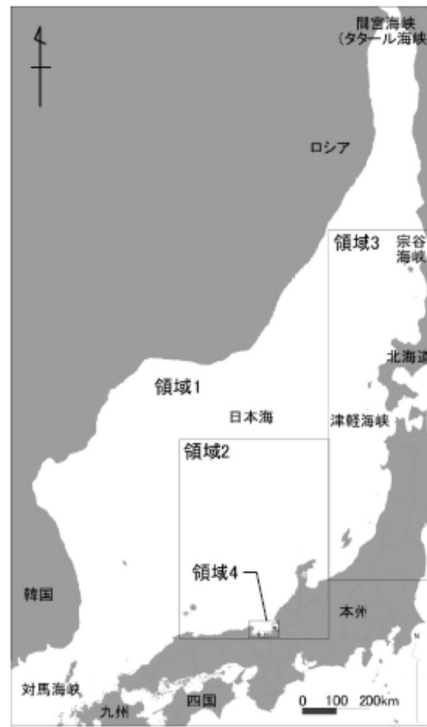 間宮海峡
(タタール海峡)
ロシア
領域3
宗谷
海峡
北海道
領域1
日本海
津軽海峡
領域2
領域4
韓国
本州
N
対馬海峡
四国
九州
0 100 200km